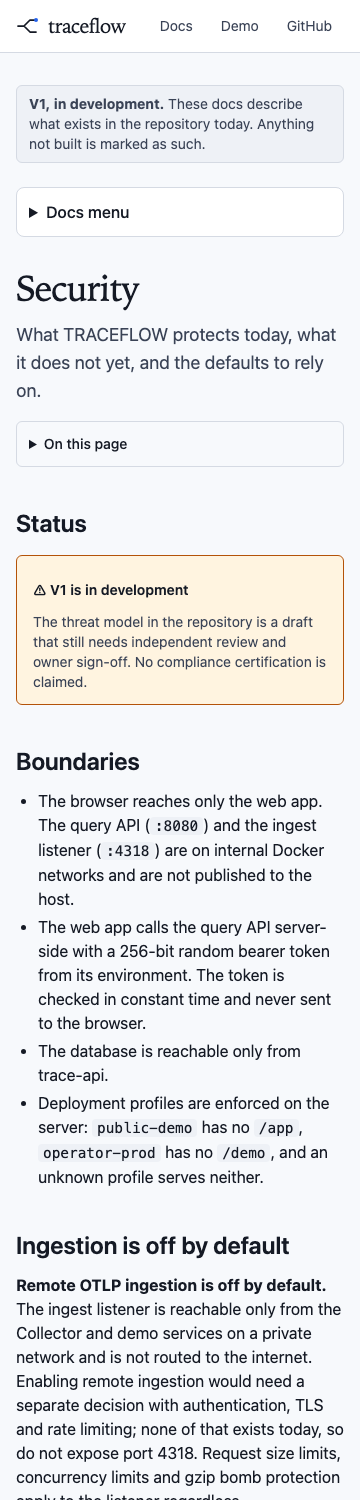 traceflow Docs Demo GitHub
V1, in development. These docs describe
what exists in the repository today. Anything
not built is marked as such.
Docs menu
Security
What TRACEFLOW protects today, what
it does not yet, and the defaults to rely
on.
On this page
Status
V1 is in development
The threat model in the repository is a draft
that still needs independent review and
owner sign-off. No compliance certification is
claimed.
Boundaries
• The browser reaches only the web app.
The query API ( :8080 ) and the ingest
listener ( :4318 ) are on internal Docker
networks and are not published to the
host.
• The web app calls the query API server-
side with a 256-bit random bearer token
from its environment. The token is
checked in constant time and never sent
to the browser.
• The database is reachable only from
trace-api.
• Deployment profiles are enforced on the
server: public-demo has no /app ,
operator-prod has no /demo , and an
unknown profile serves neither.
Ingestion is off by default
Remote OTLP ingestion is off by default.
The ingest listener is reachable only from the
Collector and demo services on a private
network and is not routed to the internet.
Enabling remote ingestion would need a
separate decision with authentication, TLS
and rate limiting; none of that exists today, so
do not expose port 4318. Request size limits,
concurrency limits and gzip bomb protection
apply to the listener regardless.